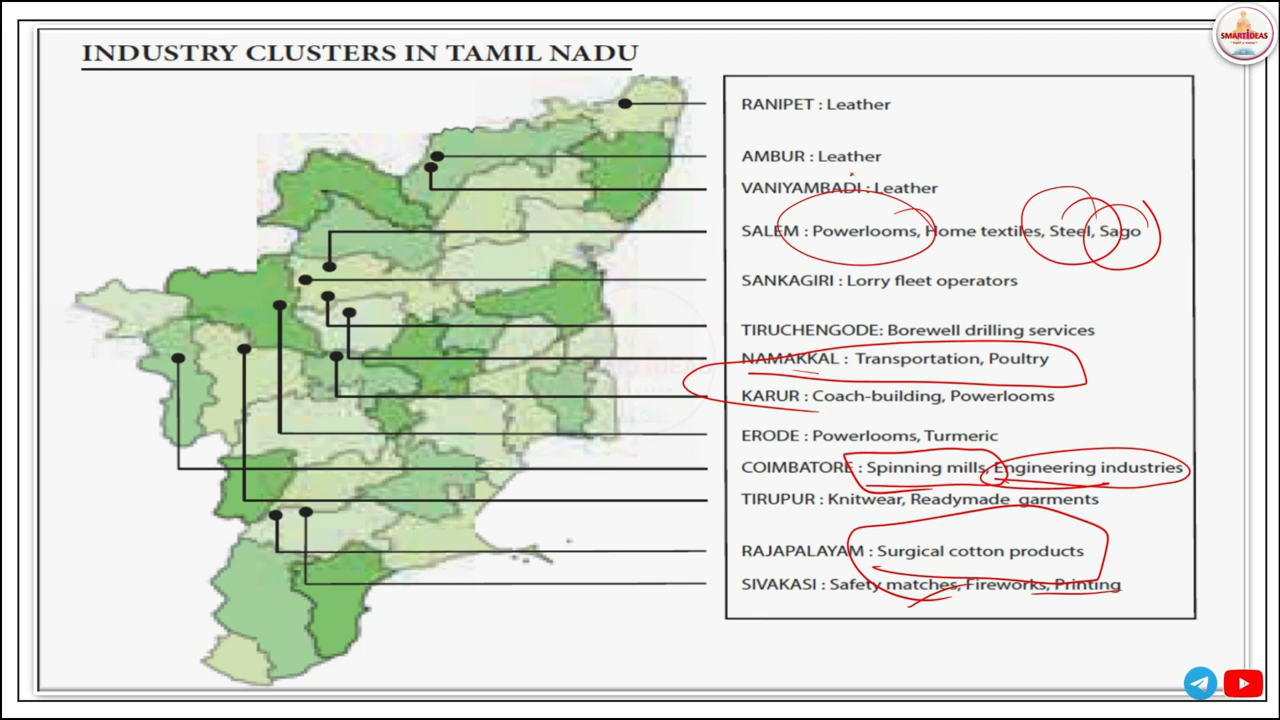 INDUSTRY CLUSTERS IN TAMIL NADU
SMARTIDEAS
RANIPET : Leather
AMBUR : Leather
VANIYAMBADI : Leather
SALEM : Powerlooms, Home textiles, Steel, Sago
SANKAGIRI : Lorry fleet operators
TIRUCHENGODE: Borewell drilling services
NAMAKKAL : Transportation, Poultry
KARUR : Coach-building, Powerlooms
ERODE : Powerlooms, Turmeric
COIMBATORE : Spinning mills, Engineering industries
TIRUPUR : Knitwear, Readymade garments
RAJAPALAYAM : Surgical cotton products
SIVAKASI : Safety matches, Fireworks, Printing